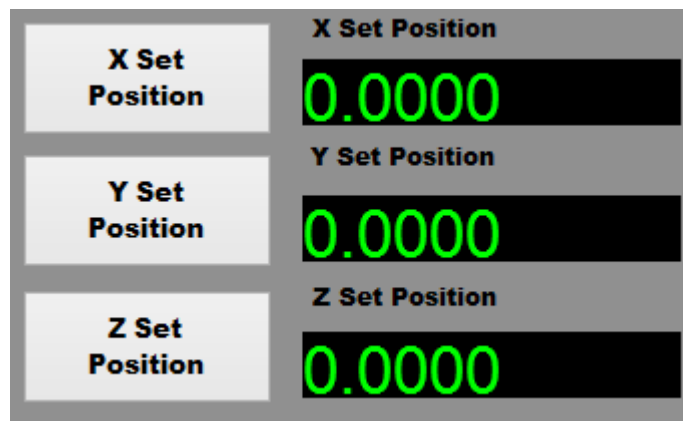 X Set
Position
X Set Position
0.0000
Y Set
Position
Y Set Position
0.0000
Z Set
Position
Z Set Position
0.0000